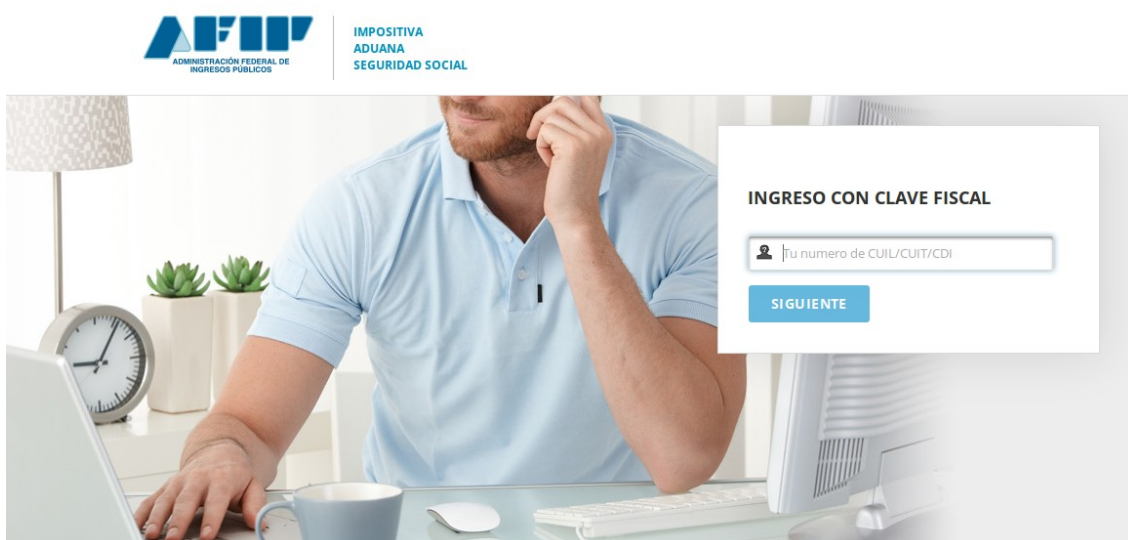 AFIP
ADMINISTRACIÓN FEDERAL DE
INGRESOS PÚBLICOS
IMPOSITIVA
ADUANA
SEGURIDAD SOCIAL
INGRESO CON CLAVE FISCAL
Tu numero de CUIL/CUIT/CDI
SIGUIENTE